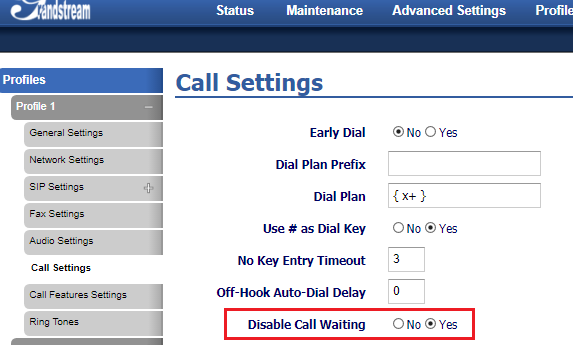 Grandstream
Status Maintenance Advanced Settings Profile
Profiles
Profile 1
General Settings
Network Settings
SIP Settings
Fax Settings
Audio Settings
Call Settings
Call Features Settings
Ring Tones
Call Settings
Early Dial No Yes
Dial Plan Prefix
Dial Plan { x+ }
Use # as Dial Key No Yes
No Key Entry Timeout 3
Off-Hook Auto-Dial Delay 0
Disable Call Waiting No Yes